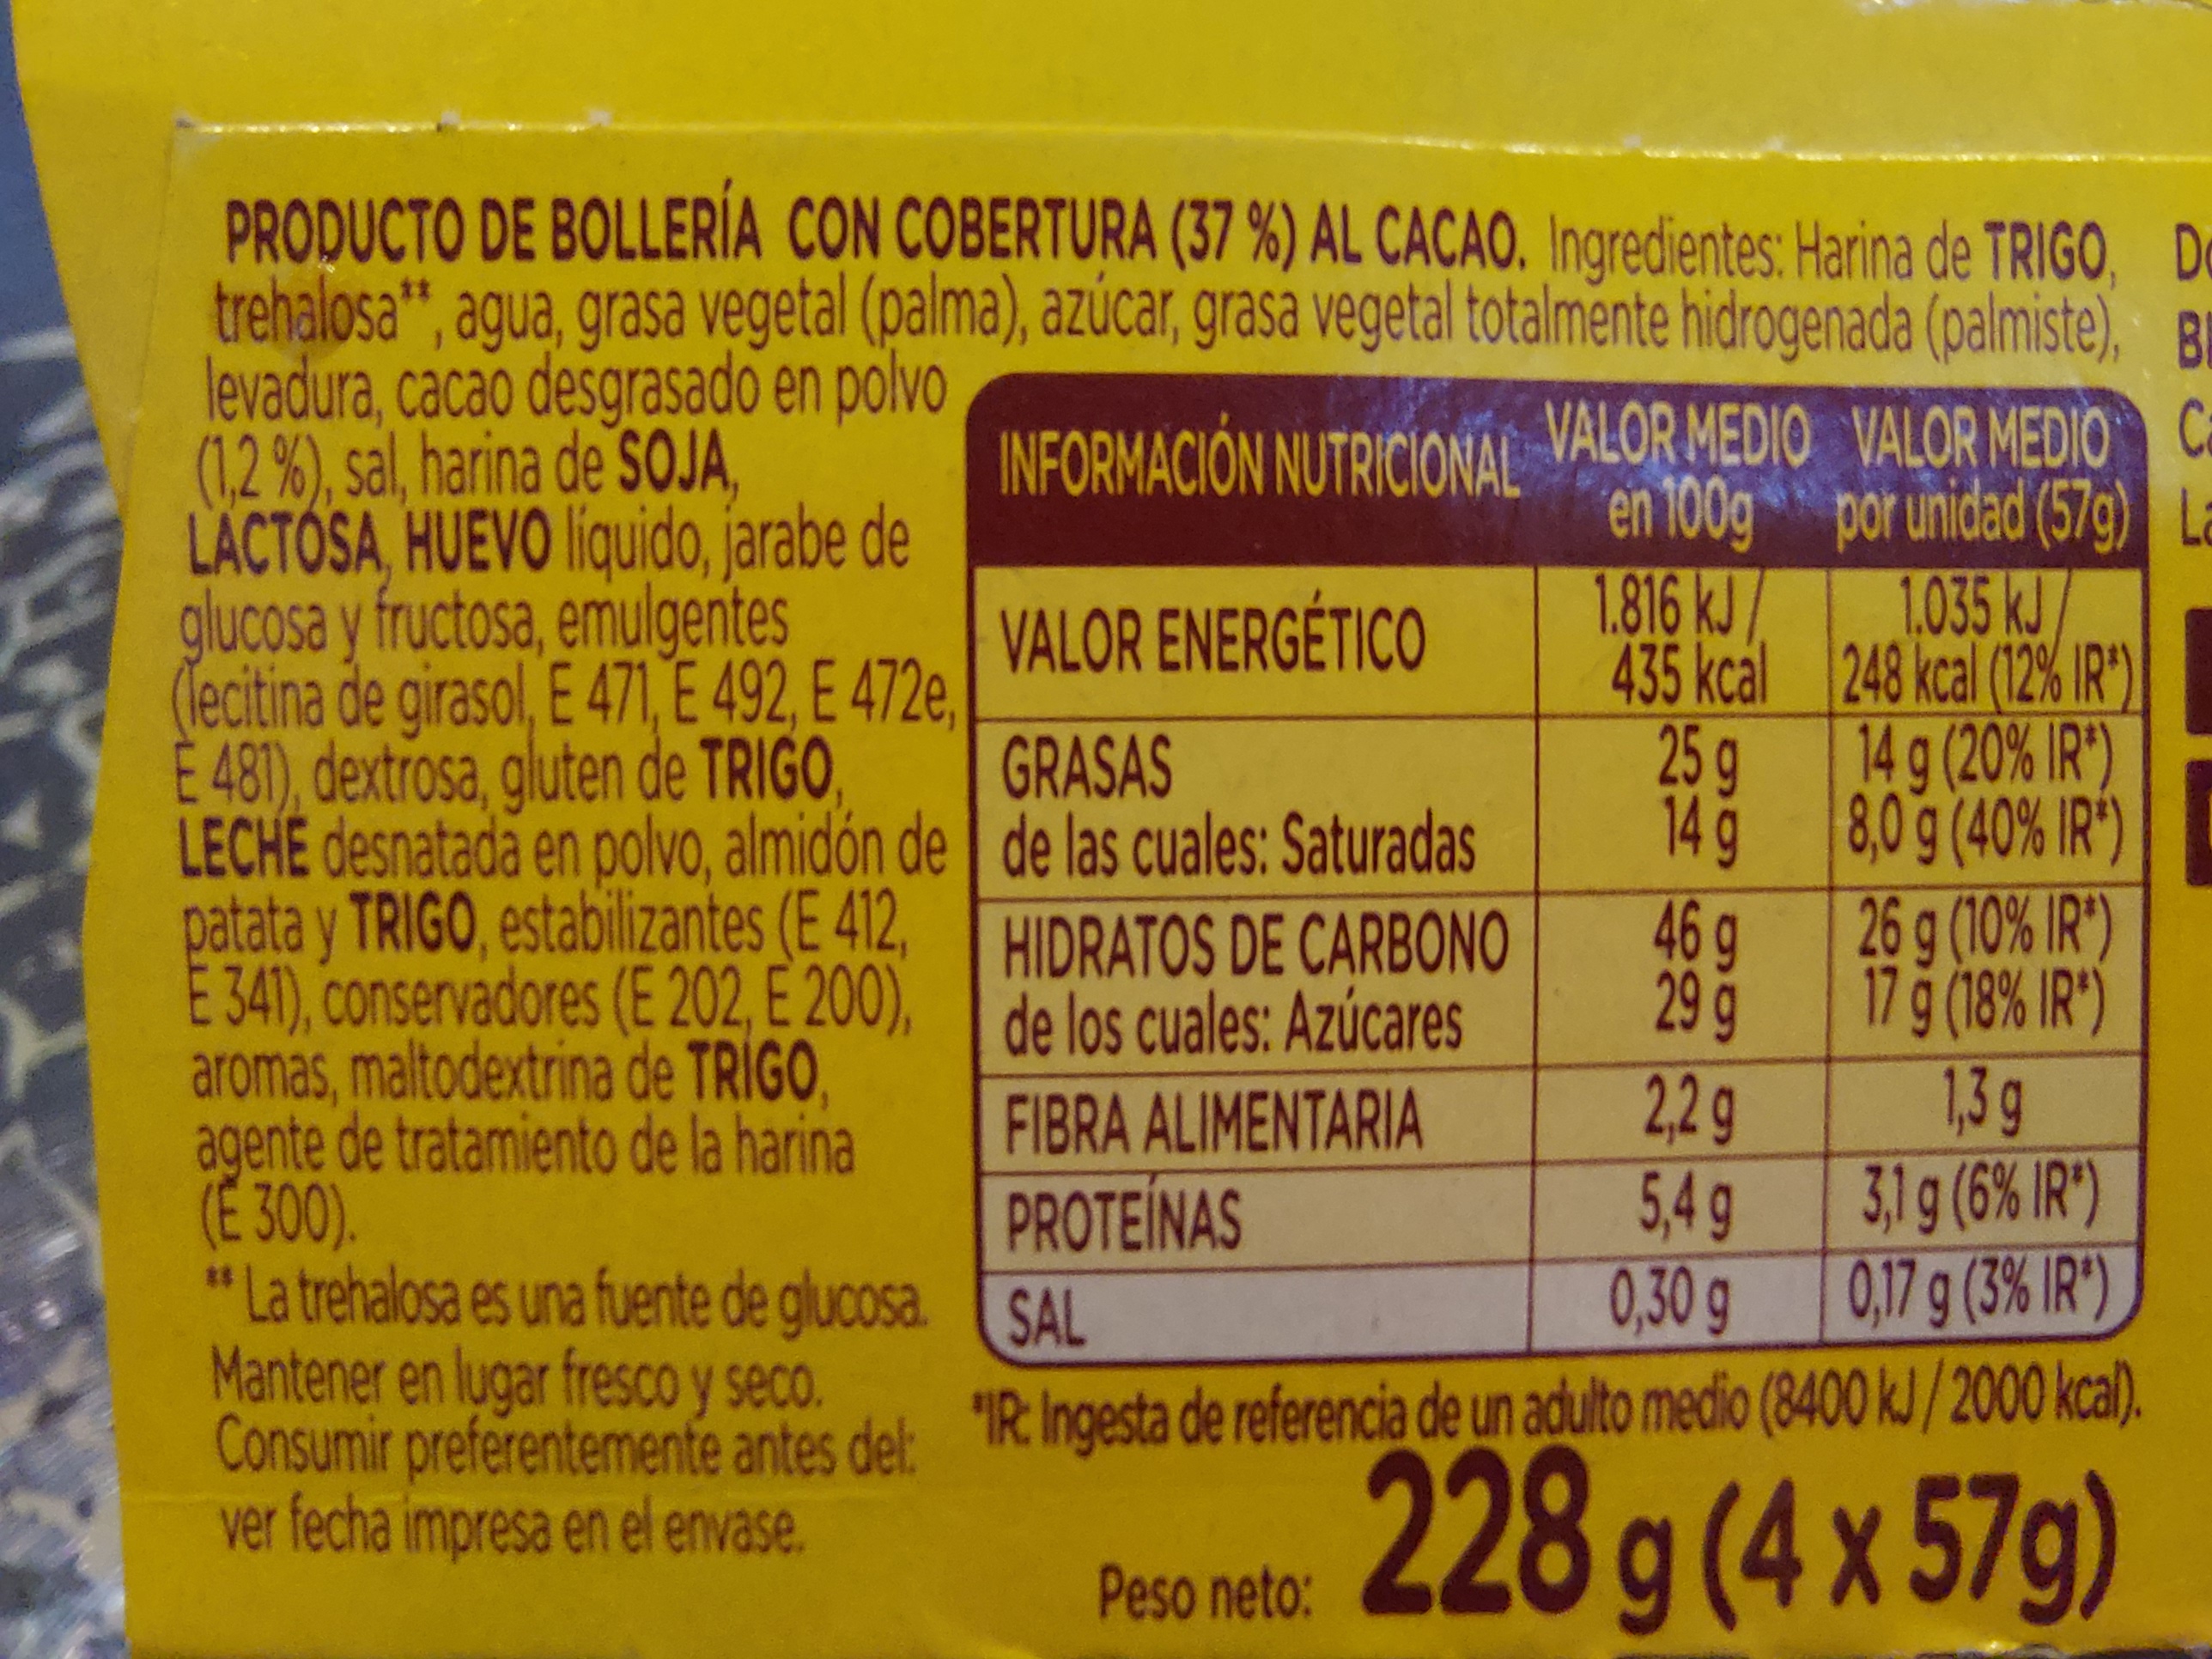 PRODUCTO DE BOLLERÍA CON COBERTURA (37 %) AL CACAO. Ingredientes: Harina de TRIGO,
trehalosa**, agua, grasa vegetal (palma), azúcar, grasa vegetal totalmente hidrogenada (palmiste),
levadura, cacao desgrasado en polvo
(1,2 %), sal, harina de SOJA,
LACTOSA, HUEVO líquido, jarabe de
glucosa y fructosa, emulgentes
(lecitina de girasol, E 471, E 492, E 472e,
E 481), dextrosa, gluten de TRIGO,
LECHE desnatada en polvo, almidón de
patata y TRIGO, estabilizantes (E 412,
E 341), conservadores (E 202, E 200),
aromas, maltodextrina de TRIGO,
agente de tratamiento de la harina
(E 300).
** La trehalosa es una fuente de glucosa.
Mantener en lugar fresco y seco.
Consumir preferentemente antes del:
ver fecha impresa en el envase.
INFORMACIÓN NUTRICIONAL VALOR MEDIO VALOR MEDIO
en 100g por unidad (57g)
VALOR ENERGÉTICO 1.816 kJ / 1.035 kJ /
435 kcal 248 kcal (12% IR*)
GRASAS 25 g 14 g (20% IR*)
de las cuales: Saturadas 14 g 8,0 g (40% IR*)
HIDRATOS DE CARBONO 46 g 26 g (10% IR*)
de los cuales: Azúcares 29 g 17 g (18% IR*)
FIBRA ALIMENTARIA 2,2 g 1,3 g
PROTEÍNAS 5,4 g 3,1 g (6% IR*)
SAL 0,30 g 0,17 g (3% IR*)
*IR: Ingesta de referencia de un adulto medio (8400 kJ / 2000 kcal).
Peso neto: 228 g (4 x 57g)